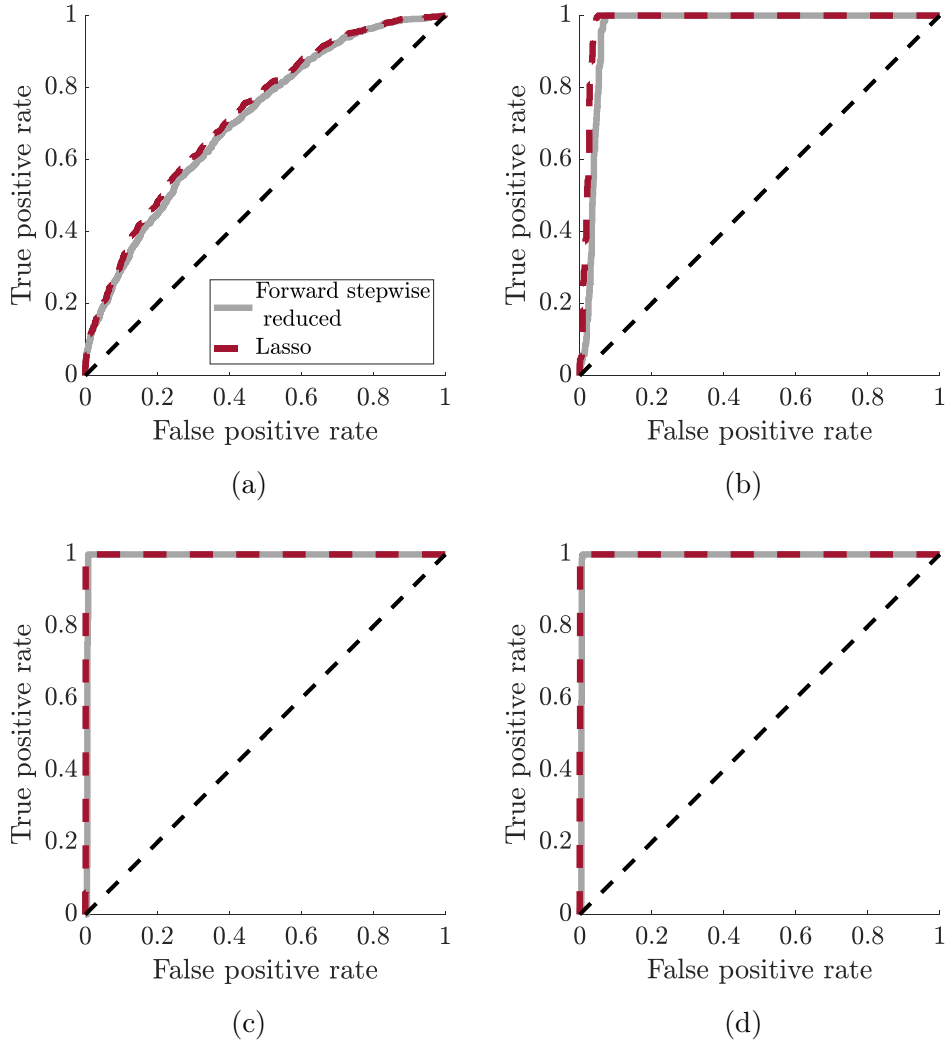 1
0.8
0.6
0.4
0.2
0
True positive rate
0 0.2 0.4 0.6 0.8 1
False positive rate
Forward stepwise
reduced
Lasso
(a)
1
0.8
0.6
0.4
0.2
0
True positive rate
0 0.2 0.4 0.6 0.8 1
False positive rate
(b)
1
0.8
0.6
0.4
0.2
0
True positive rate
0 0.2 0.4 0.6 0.8 1
False positive rate
(c)
1
0.8
0.6
0.4
0.2
0
True positive rate
0 0.2 0.4 0.6 0.8 1
False positive rate
(d)